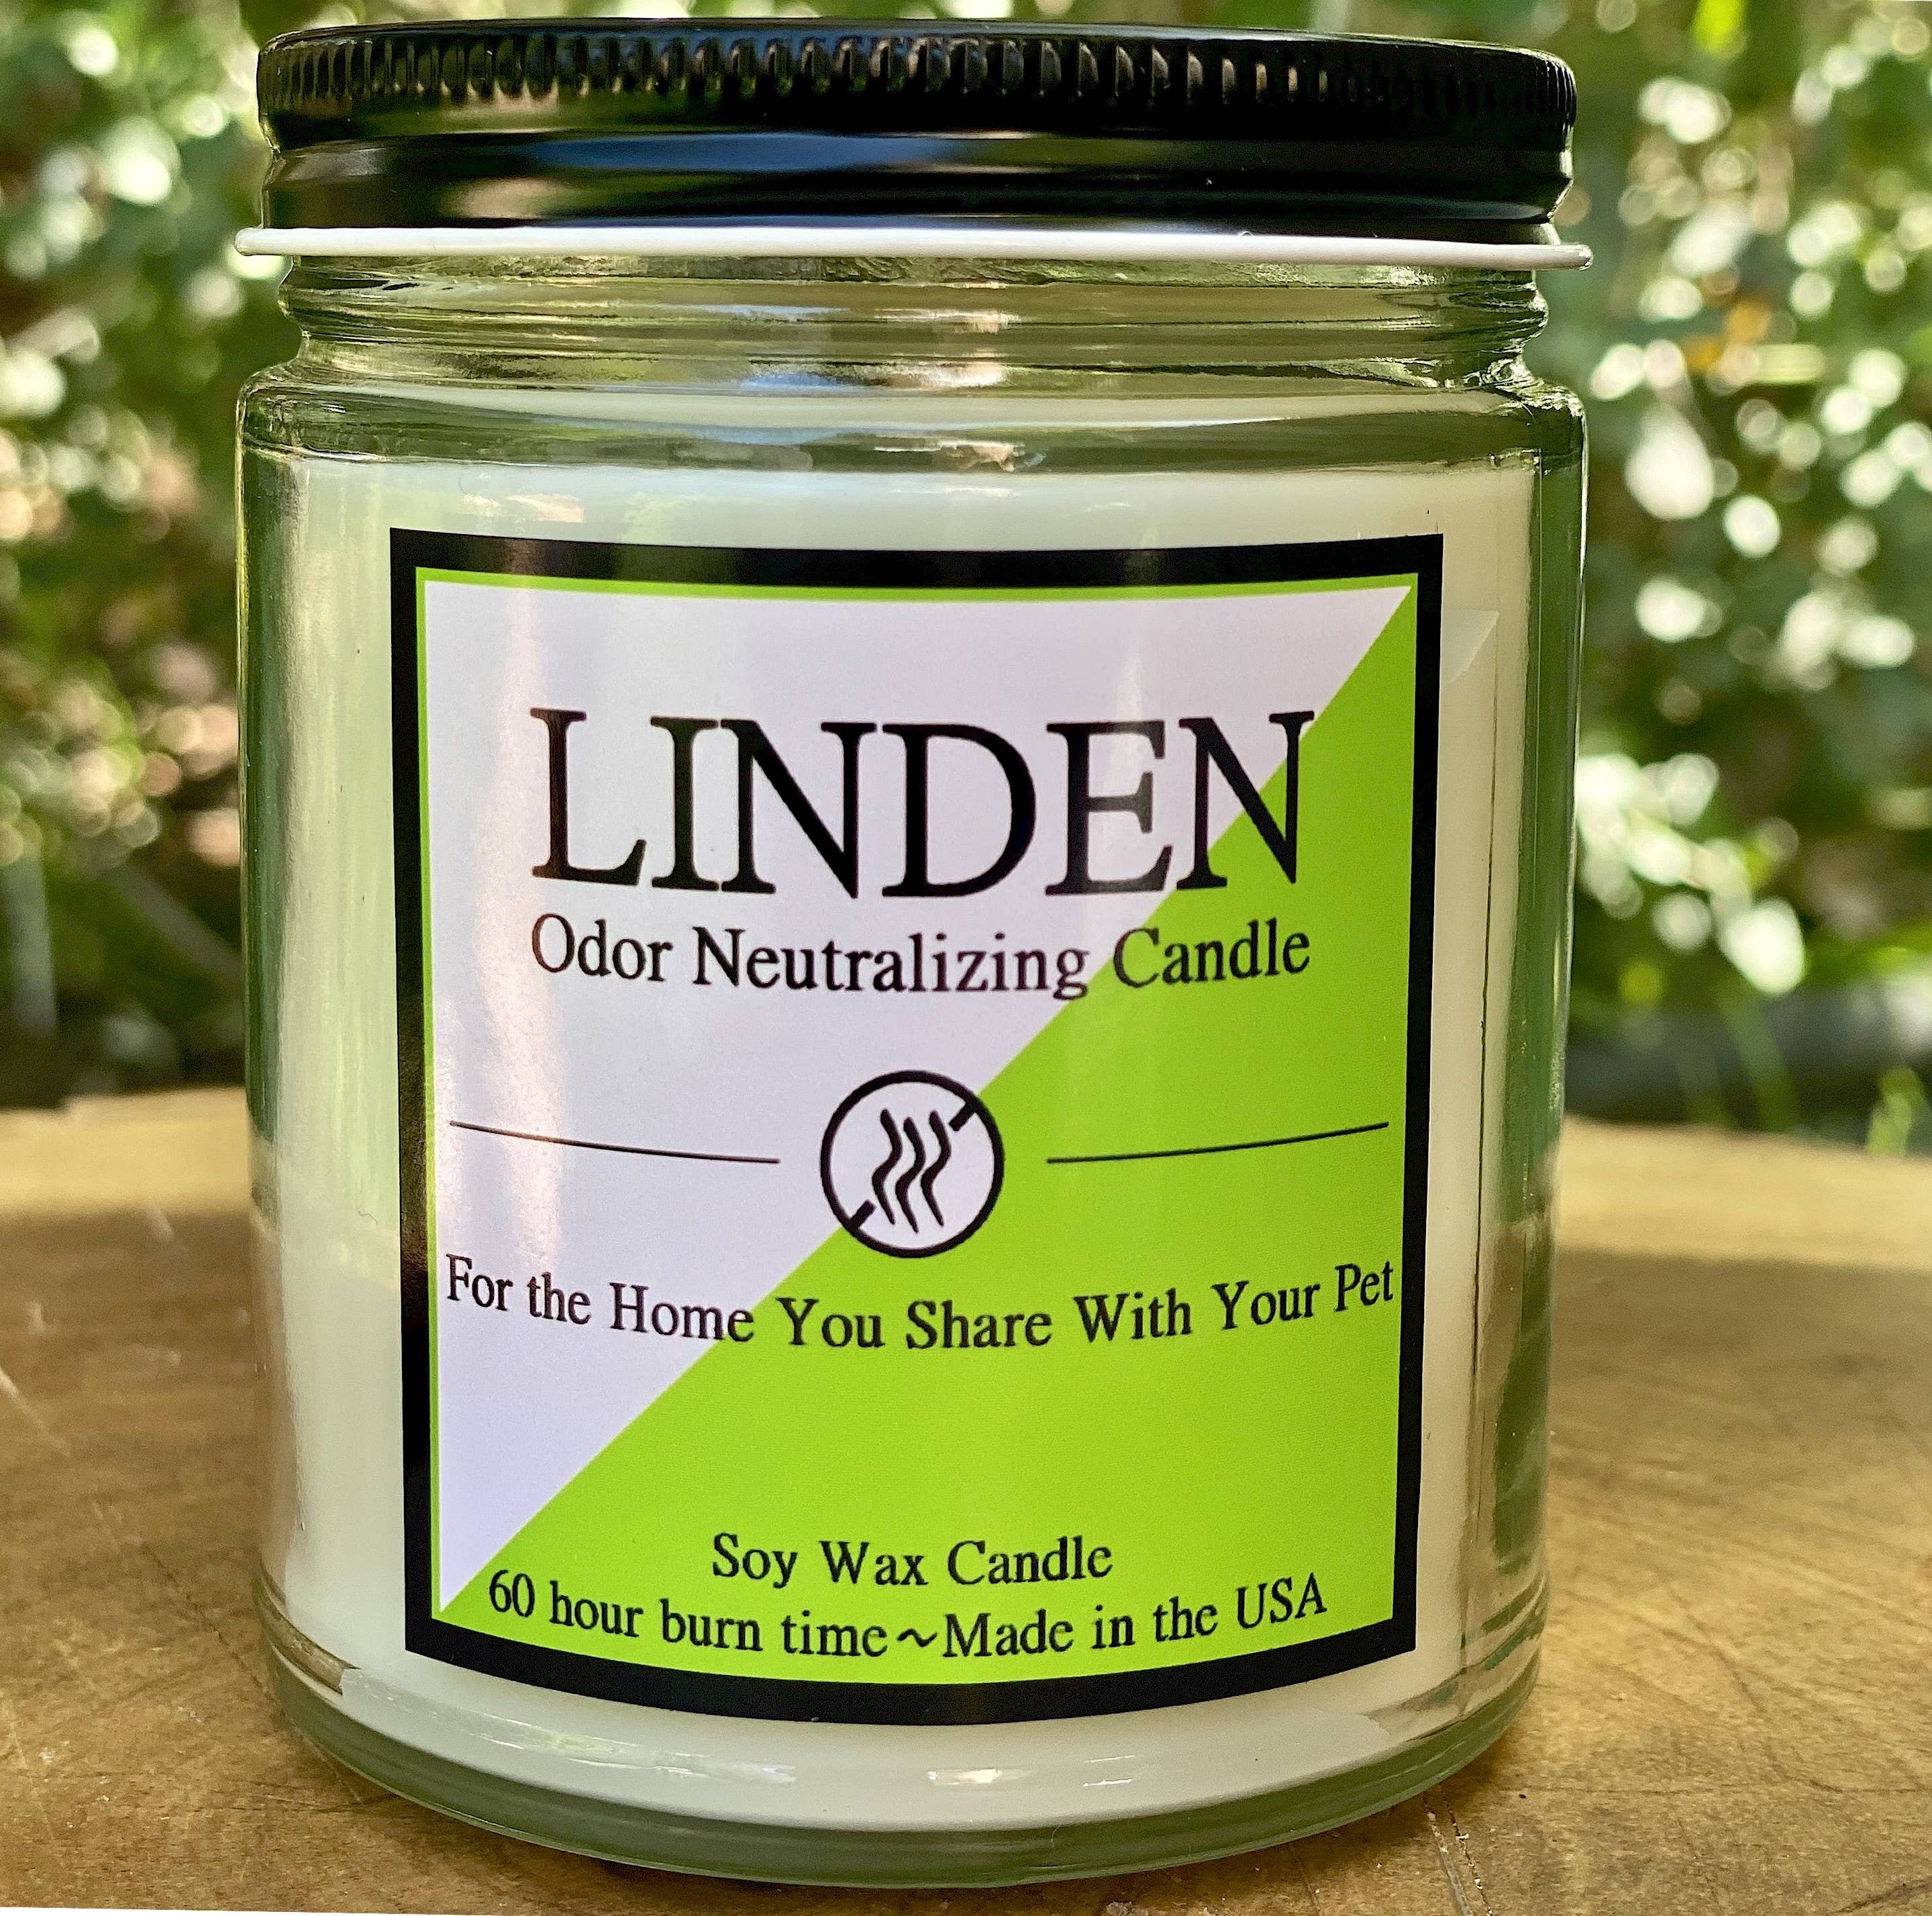 LINDEN
Odor Neutralizing Candle
For the Home You Share With Your Pet
Soy Wax Candle
60 hour burn time~Made in the USA